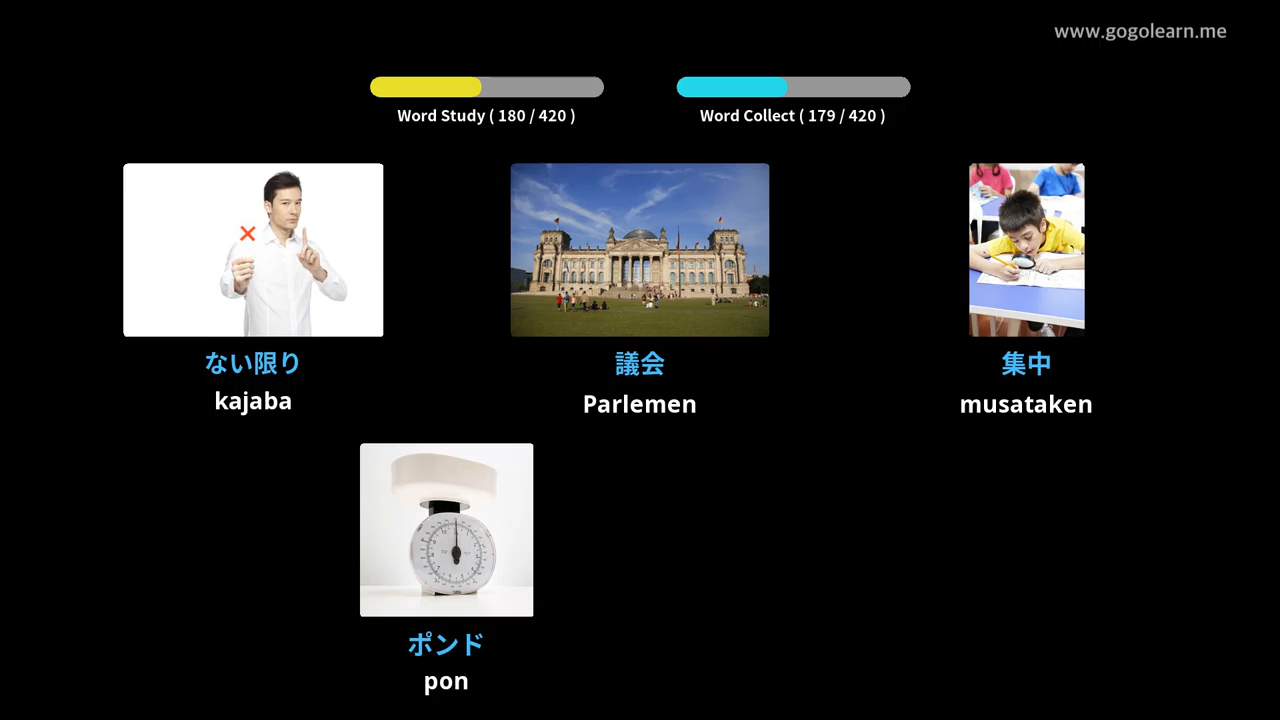 www.gogolearn.me
Word Study ( 180 / 420 )
Word Collect ( 179 / 420 )
ない限り
kajaba
議会
Parlemen
集中
musataken
ポンド
pon